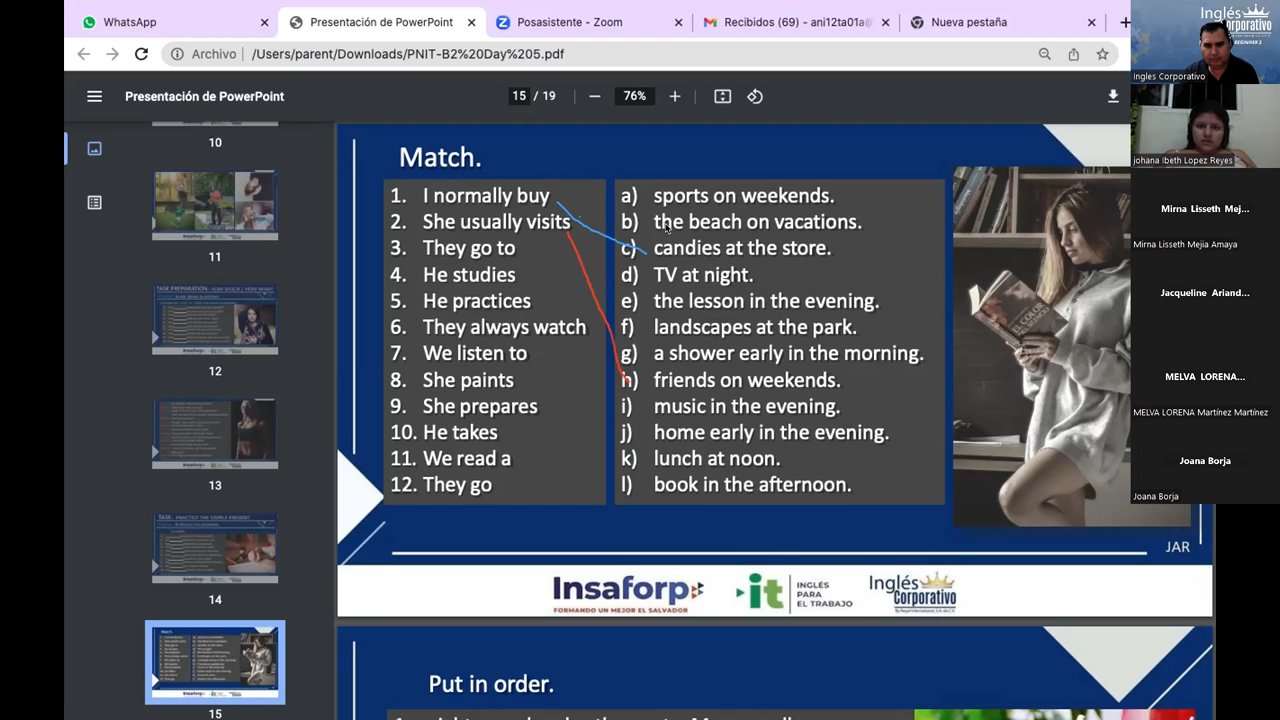 WhatsApp
Presentación de PowerPoint
Posasistente - Zoom
Recibidos (69) - ani12ta01a@
Nueva pestaña
Archivo
/Users/parent/Downloads/PNIT-B2%20Day%205.pdf
Presentación de PowerPoint
15 / 19
76%
10
11
12
13
14
15
Match.
1. I normally buy
2. She usually visits
3. They go to
4. He studies
5. He practices
6. They always watch
7. We listen to
8. She paints
9. She prepares
10. He takes
11. We read a
12. They go
a) sports on weekends.
b) the beach on vacations.
c) candies at the store.
d) TV at night.
e) the lesson in the evening.
f) landscapes at the park.
g) a shower early in the morning.
h) friends on weekends.
i) music in the evening.
j) home early in the evening.
k) lunch at noon.
l) book in the afternoon.
JAR
Insaforp
FORMANDO UN MEJOR EL SALVADOR
it
INGLÉS
PARA
EL TRABAJO
Inglés
Corporativo
Put in order.
Inglés
Corporativo
Ingles Corporativo
johana Ibeth Lopez Reyes
Mirna Lisseth Mej...
Mirna Lisseth Mejia Amaya
Jacqueline Ariand...
MELVA LORENA...
MELVA LORENA Martínez Martínez
Joana Borja
Joana Borja